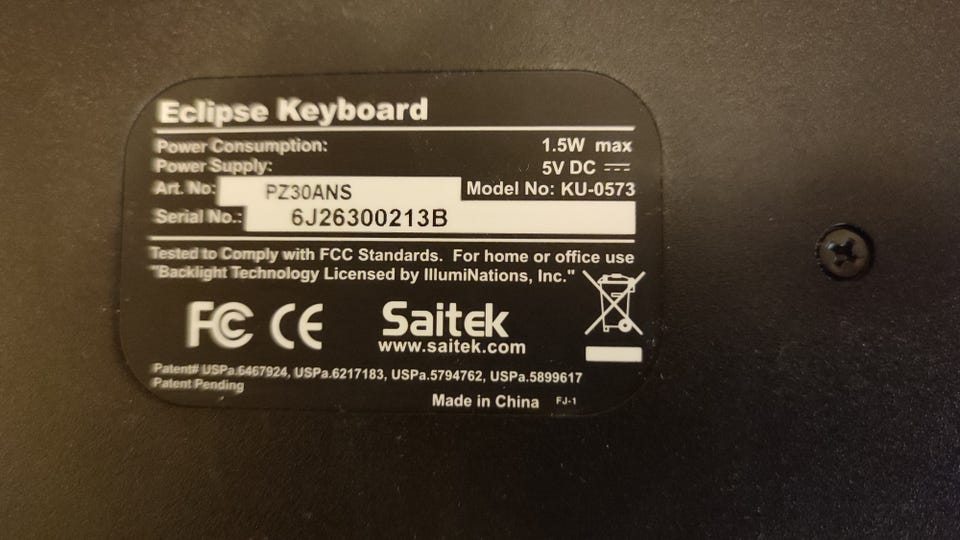 Eclipse Keyboard
Power Consumption: 1.5W max
Power Supply: 5V DC
Art. No: PZ30ANS Model No: KU-0573
Serial No.: 6J26300213B
Tested to Comply with FCC Standards. For home or office use
"Backlight Technology Licensed by IllumiNations, Inc."
FC CE Saitek
www.saitek.com
Patent# USPa.6467924, USPa.6217183, USPa.5794762, USPa.5899617
Patent Pending
Made in China FJ-1